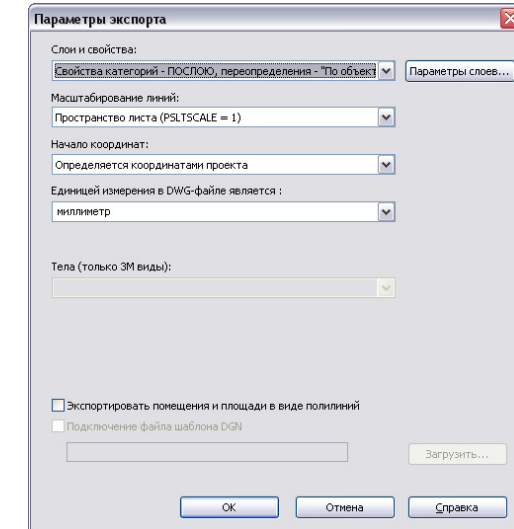 Параметры экспорта
Слои и свойства:
Свойства категорий - ПОСЛОЮ, переопределения - "По объект
Параметры слоев...
Масштабирование линий:
Пространство листа (PSLTSCALE = 1)
Начало координат:
Определяется координатами проекта
Единицей измерения в DWG-файле является :
миллиметр
Тела (только 3М виды):
Экспортировать помещения и площади в виде полилиний
Подключение файла шаблона DGN
Загрузить...
ОК
Отмена
Справка